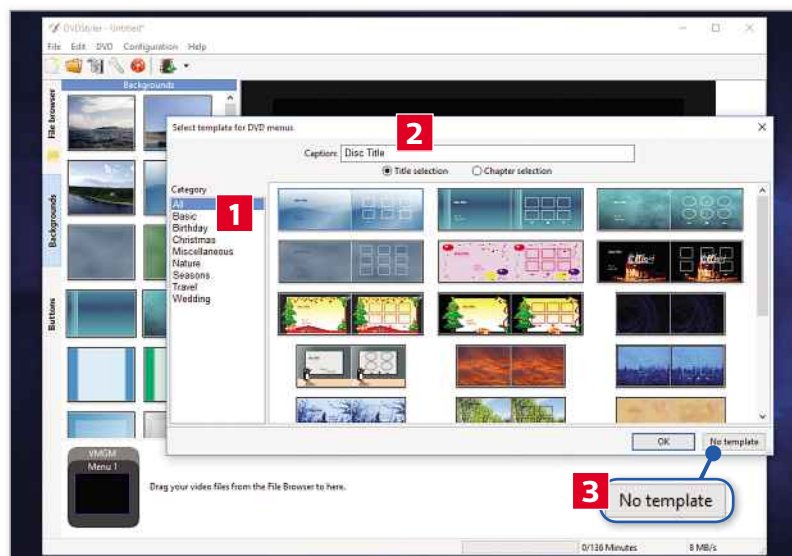 DVDStyler - Untitled*
File Edit DVD Configuration Help
File browser
Backgrounds
Buttons
Backgrounds
Select template for DVD menus
Caption: Disc Title
2
Title selection Chapter selection
Category
All
Basic
Birthday
Christmas
Miscellaneous
Nature
Seasons
Travel
Wedding
1
OK No template
VMGM
Menu 1
Drag your video files from the File Browser to here.
3
No template
0/136 Minutes 8 MB/s